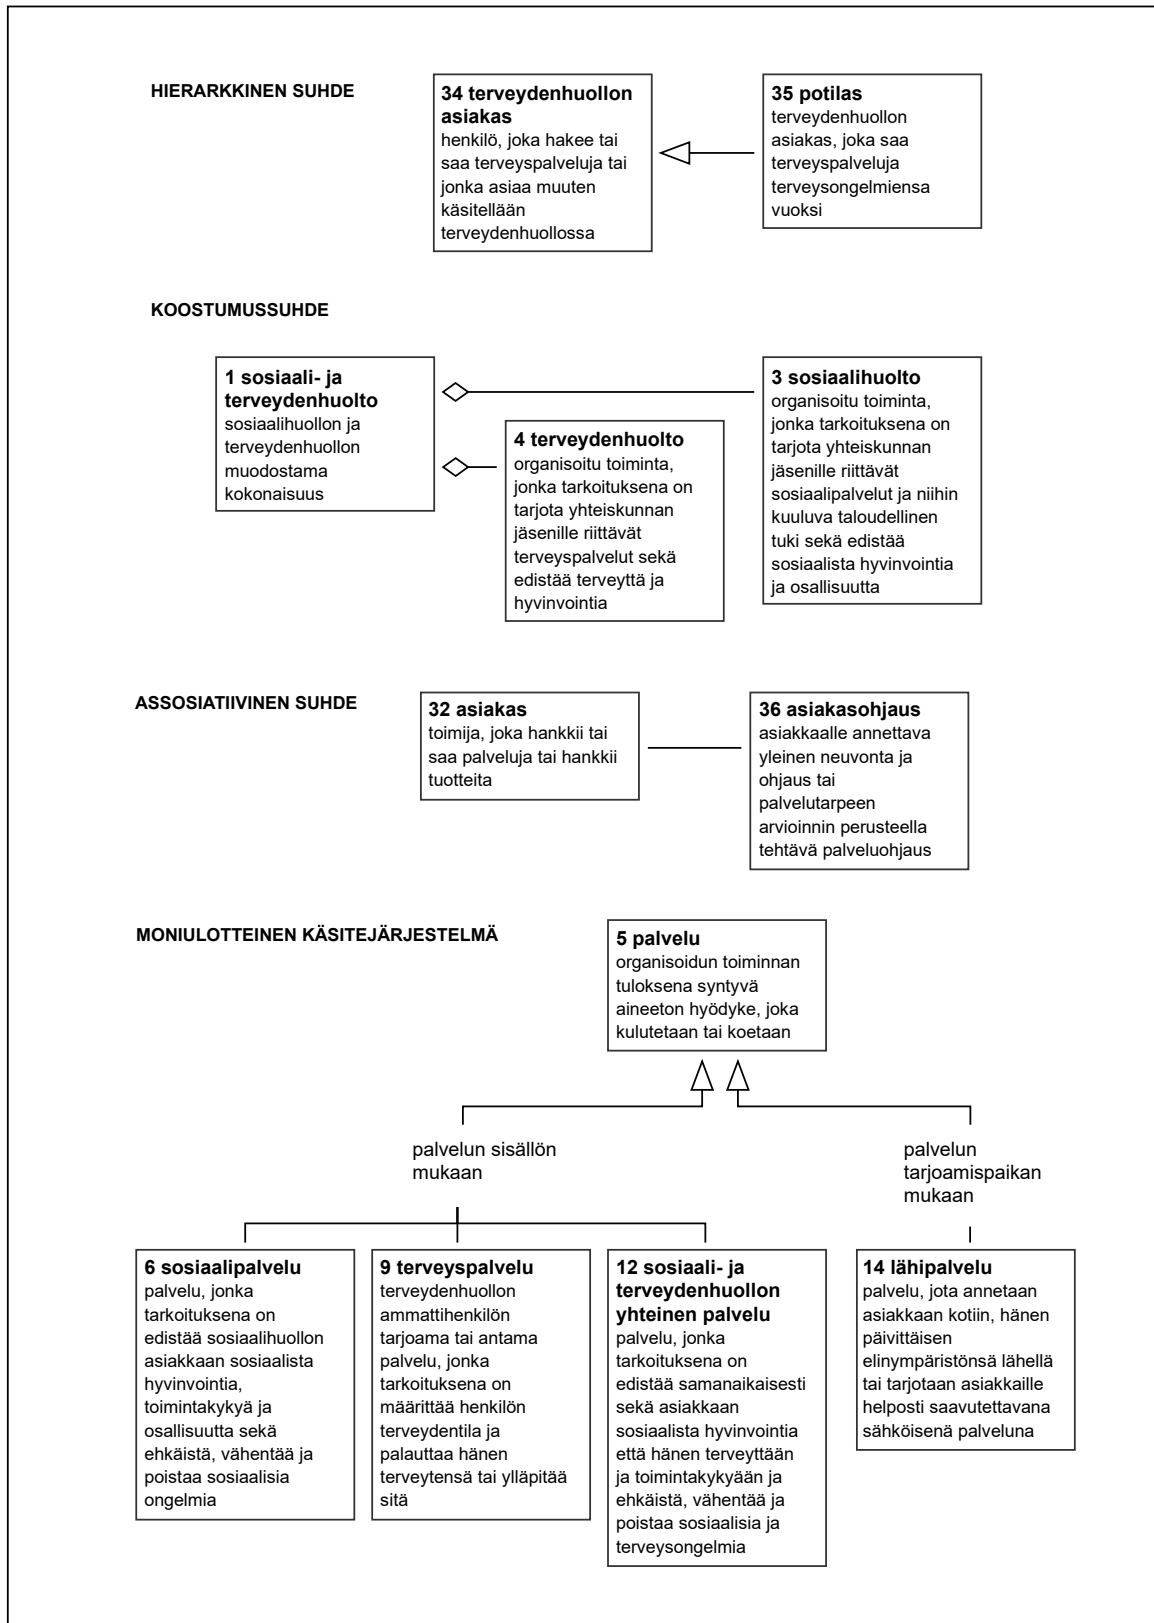 HIERARKKINEN SUHDE
34 terveydenhuollon
asiakas
henkilö, joka hakee tai
saa terveyspalveluja tai
jonka asiaa muuten
käsitellään
terveydenhuollossa
35 potilas
terveydenhuollon
asiakas, joka saa
terveyspalveluja
terveysongelmiensa
vuoksi
KOOSTUMUSSUHDE
1 sosiaali- ja
terveydenhuolto
sosiaalihuollon ja
terveydenhuollon
muodostama
kokonaisuus
4 terveydenhuolto
organisoitu toiminta,
jonka tarkoituksena on
tarjota yhteiskunnan
jäsenille riittävät
terveyspalvelut sekä
edistää terveyttä ja
hyvinvointia
3 sosiaalihuolto
organisoitu toiminta,
jonka tarkoituksena on
tarjota yhteiskunnan
jäsenille riittävät
sosiaalipalvelut ja niihin
kuuluva taloudellinen
tuki sekä edistää
sosiaalista hyvinvointia
ja osallisuutta
ASSOSIATIIVINEN SUHDE
32 asiakas
toimija, joka hankkii tai
saa palveluja tai hankkii
tuotteita
36 asiakasohjaus
asiakkaalle annettava
yleinen neuvonta ja
ohjaus tai
palvelutarpeen
arvioinnin perusteella
tehtävä palveluohjaus
MONIULOTTEINEN KÄSITEJÄRJESTELMÄ
5 palvelu
organisoidun toiminnan
tuloksena syntyvä
aineeton hyödyke, joka
kulutetaan tai koetaan
palvelun sisällön
mukaan
palvelun
tarjoamispaikan
mukaan
6 sosiaalipalvelu
palvelu, jonka
tarkoituksena on
edistää sosiaalihuollon
asiakkaan sosiaalista
hyvinvointia,
toimintakykyä ja
osallisuutta sekä
ehkäistä, vähentää ja
poistaa sosiaalisia
ongelmia
9 terveyspalvelu
terveydenhuollon
ammattihenkilön
tarjoama tai antama
palvelu, jonka
tarkoituksena on
määrittää henkilön
terveydentila ja
palauttaa hänen
terveytensä tai ylläpitää
sitä
12 sosiaali- ja
terveydenhuollon
yhteinen palvelu
palvelu, jonka
tarkoituksena on
edistää samanaikaisesti
sekä asiakkaan
sosiaalista hyvinvointia
että hänen terveyttään
ja toimintakykyään ja
ehkäistä, vähentää ja
poistaa sosiaalisia ja
terveysongelmia
14 lähipalvelu
palvelu, jota annetaan
asiakkaan kotiin, hänen
päivittäisen
elinympäristönsä lähellä
tai tarjotaan asiakkaille
helposti saavutettavana
sähköisenä palveluna